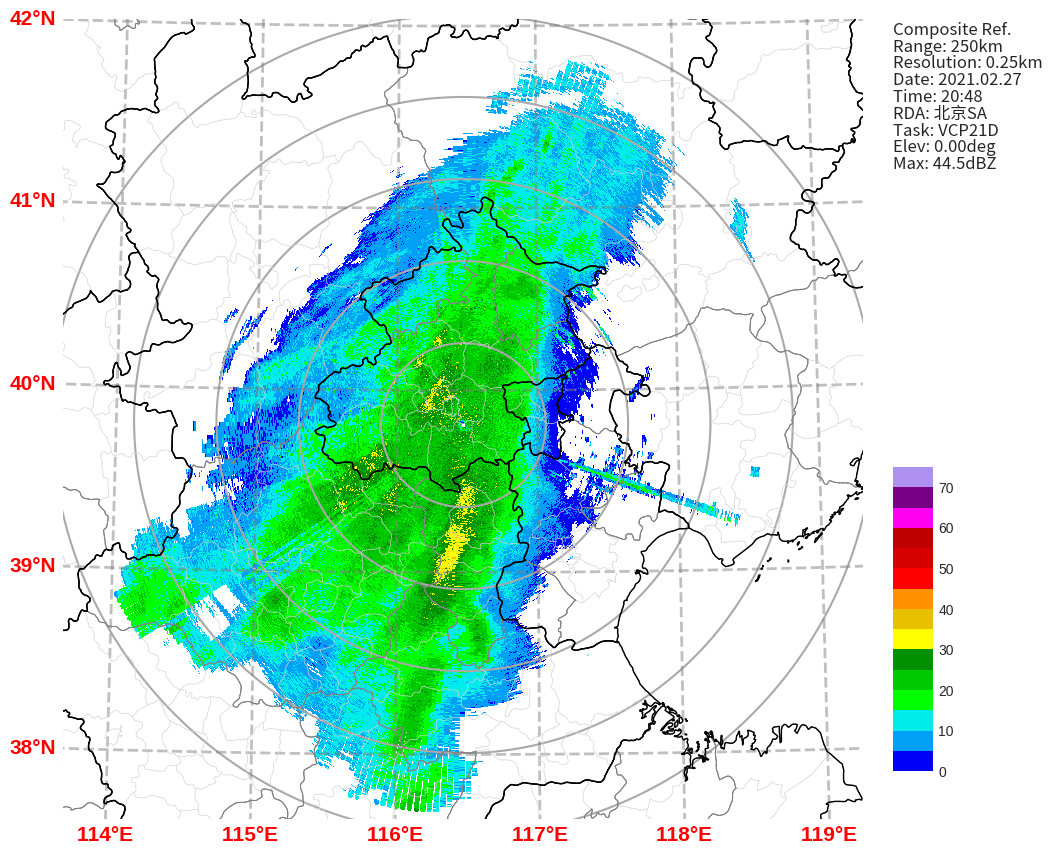 42°N
41°N
40°N
39°N
38°N
114°E
115°E
116°E
117°E
118°E
119°E
Composite Ref.
Range: 250km
Resolution: 0.25km
Date: 2021.02.27
Time: 20:48
RDA: 北京SA
Task: VCP21D
Elev: 0.00deg
Max: 44.5dBZ
70
60
50
40
30
20
10
0